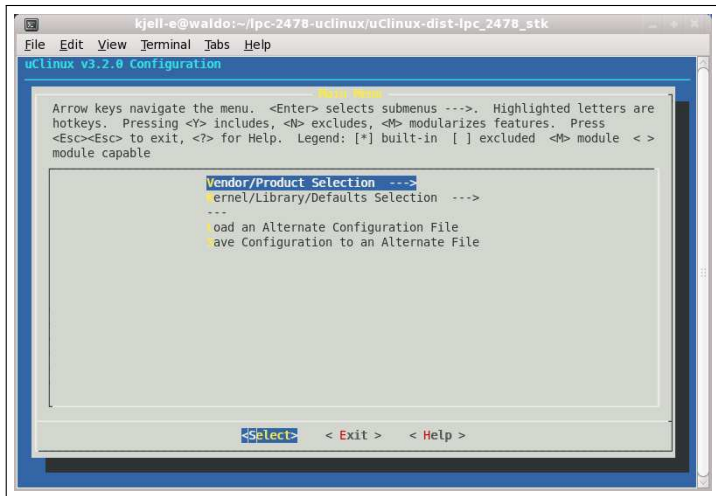 kjell-e@waldo:~/lpc-2478-uclinux/uClinux-dist-lpc_2478_stk
File Edit View Terminal Tabs Help
uClinux v3.2.0 Configuration
Main Menu
Arrow keys navigate the menu. <Enter> selects submenus --->. Highlighted letters are
hotkeys. Pressing <Y> includes, <N> excludes, <M> modularizes features. Press
<Esc><Esc> to exit, <?> for Help. Legend: [*] built-in [ ] excluded <M> module < >
module capable
Vendor/Product Selection --->
Kernel/Library/Defaults Selection --->
---
Load an Alternate Configuration File
Save Configuration to an Alternate File
<Select> < Exit > < Help >